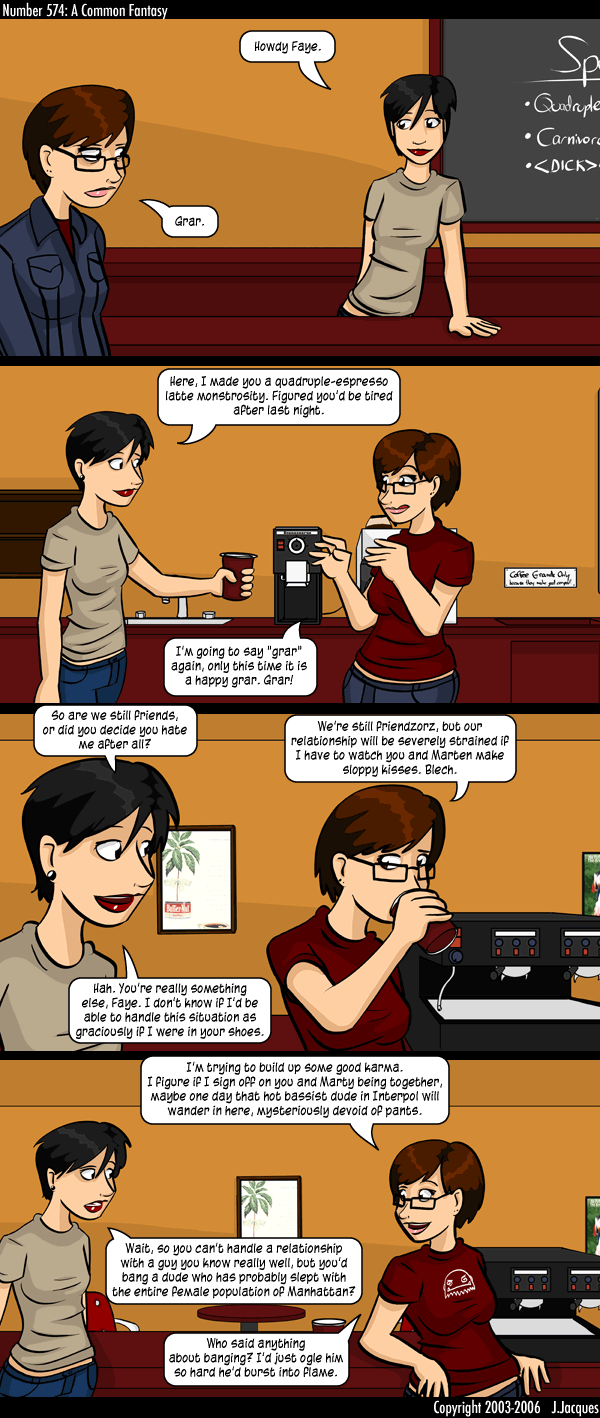 Number 574: A Common Fantasy
Howdy Faye.
Grar.
Spe
• Quadruple
• Carnivora
• <DICK>
Here, I made you a quadruple-espresso
latte monstrosity. Figured you'd be tired
after last night.
I'm going to say "grar"
again, only this time it is
a happy grar. Grar!
Coffee Grounds Only,
because they make good compost!
So are we still friends,
or did you decide you hate
me after all?
We're still friendzorz, but our
relationship will be severely strained if
I have to watch you and Marten make
sloppy kisses. Blech.
Hah. You're really something
else, Faye. I don't know if I'd be
able to handle this situation as
graciously if I were in your shoes.
I'm trying to build up some good karma.
I figure if I sign off on you and Marty being together,
maybe one day that hot bassist dude in Interpol will
wander in here, mysteriously devoid of pants.
Wait, so you can't handle a relationship
with a guy you know really well, but you'd
bang a dude who has probably slept with
the entire female population of Manhattan?
Who said anything
about banging? I'd just ogle him
so hard he'd burst into flame.
Copyright 2003-2006 J.Jacques